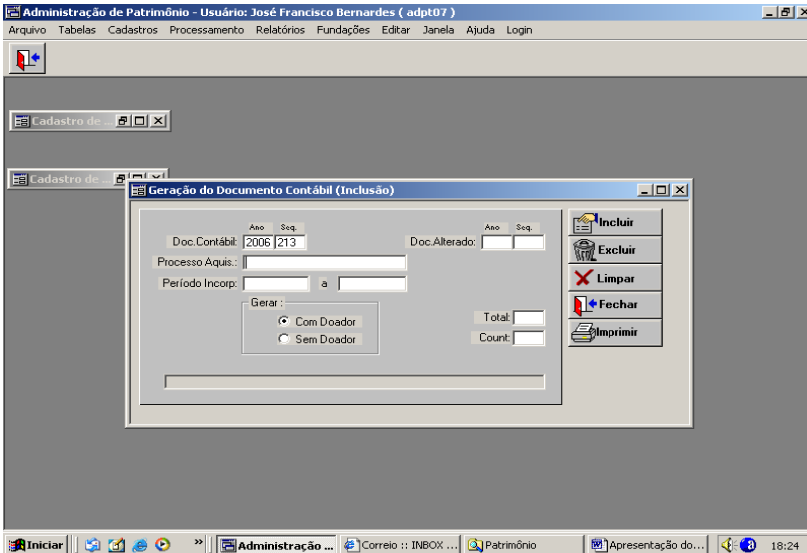 Administração de Patrimônio - Usuário: José Francisco Bernardes ( adpt07 )
Arquivo Tabelas Cadastros Processamento Relatórios Fundações Editar Janela Ajuda Login
Cadastro de ...
Cadastro de ...
Geração do Documento Contábil (Inclusão)
Ano Seq. Ano Seq.
Doc.Contábil: 2006 213 Doc.Alterado:
Processo Aquis.:
Período Incorp: a
Gerar :
Com Doador
Sem Doador
Total:
Count:
Incluir
Excluir
Limpar
Fechar
Imprimir
Iniciar » Administração ... Correio :: INBOX ... Patrimônio Apresentação do... 18:24